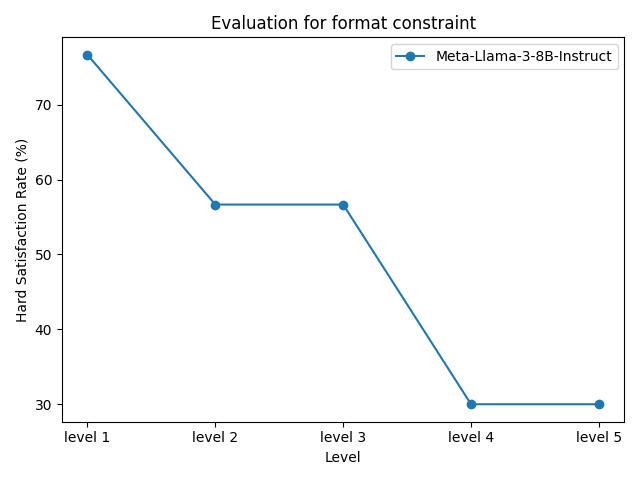 Evaluation for format constraint
Meta-Llama-3-8B-Instruct
Hard Satisfaction Rate (%)
70
60
50
40
30
level 1 level 2 level 3 level 4 level 5
Level